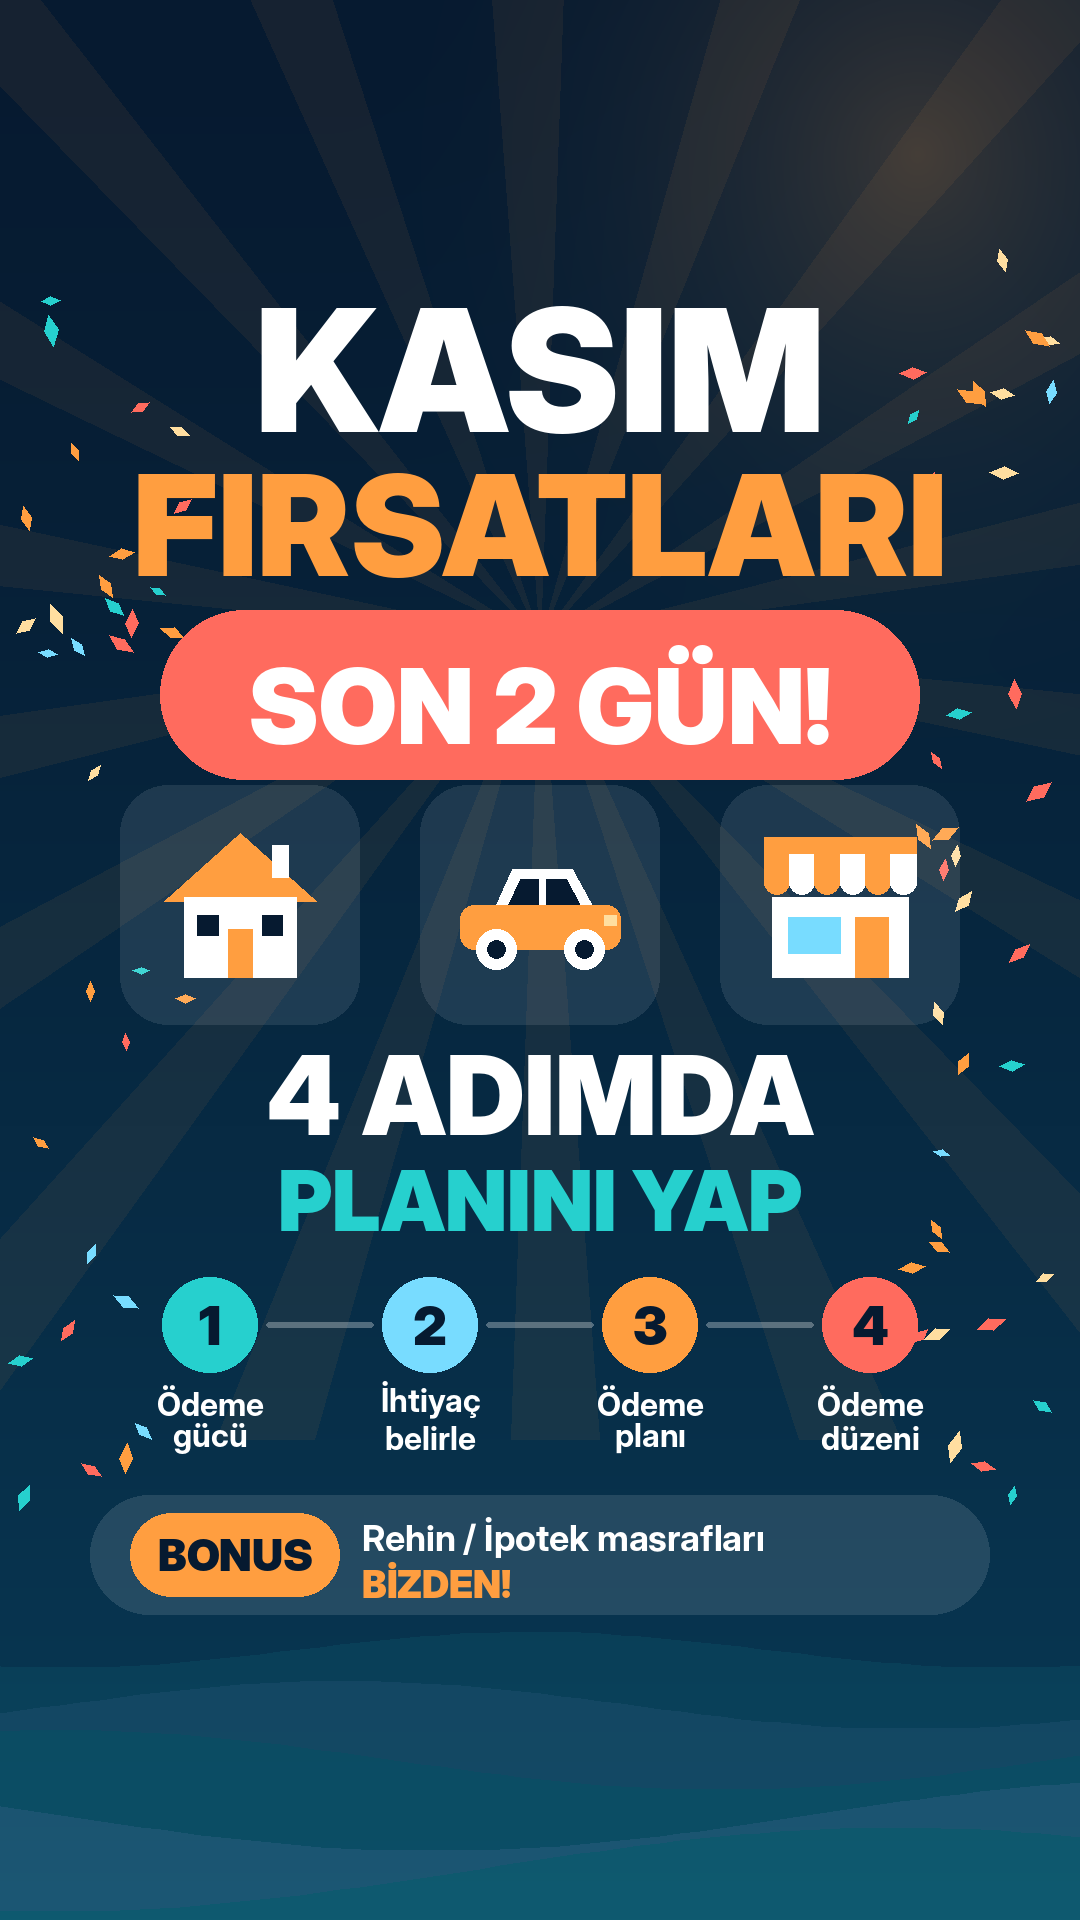 KASIM
FIRSATLARI
SON 2 GÜN!
4 ADIMDA
PLANINI YAP
1 2 3 4
Ödeme gücü
İhtiyaç belirle
Ödeme planı
Ödeme düzeni
BONUS
Rehin / İpotek masrafları
BİZDEN!